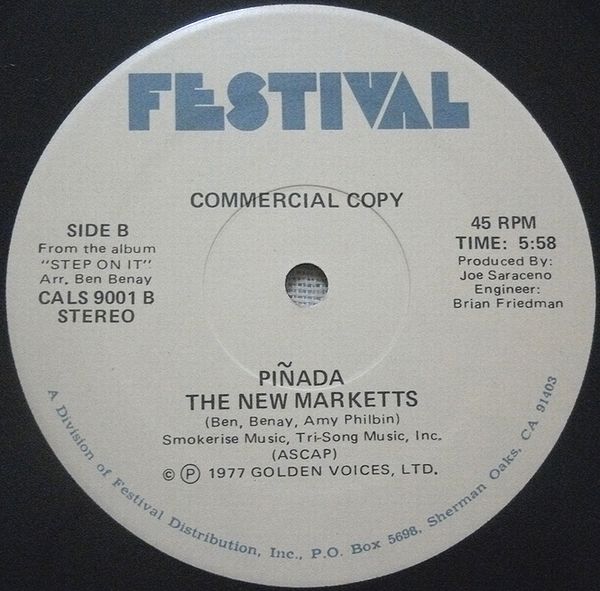 FESTIVAL
COMMERCIAL COPY
SIDE B
From the album
"STEP ON IT"
Arr. Ben Benay
CALS 9001 B
STEREO
45 RPM
TIME: 5:58
Produced By:
Joe Saraceno
Engineer:
Brian Friedman
PIÑADA
THE NEW MARKETTS
(Ben, Benay, Amy Philbin)
Smokerise Music, Tri-Song Music, Inc.
(ASCAP)
© ℗ 1977 GOLDEN VOICES, LTD.
A Division of Festival Distribution, Inc., P.O. Box 5698, Sherman Oaks, CA 91403